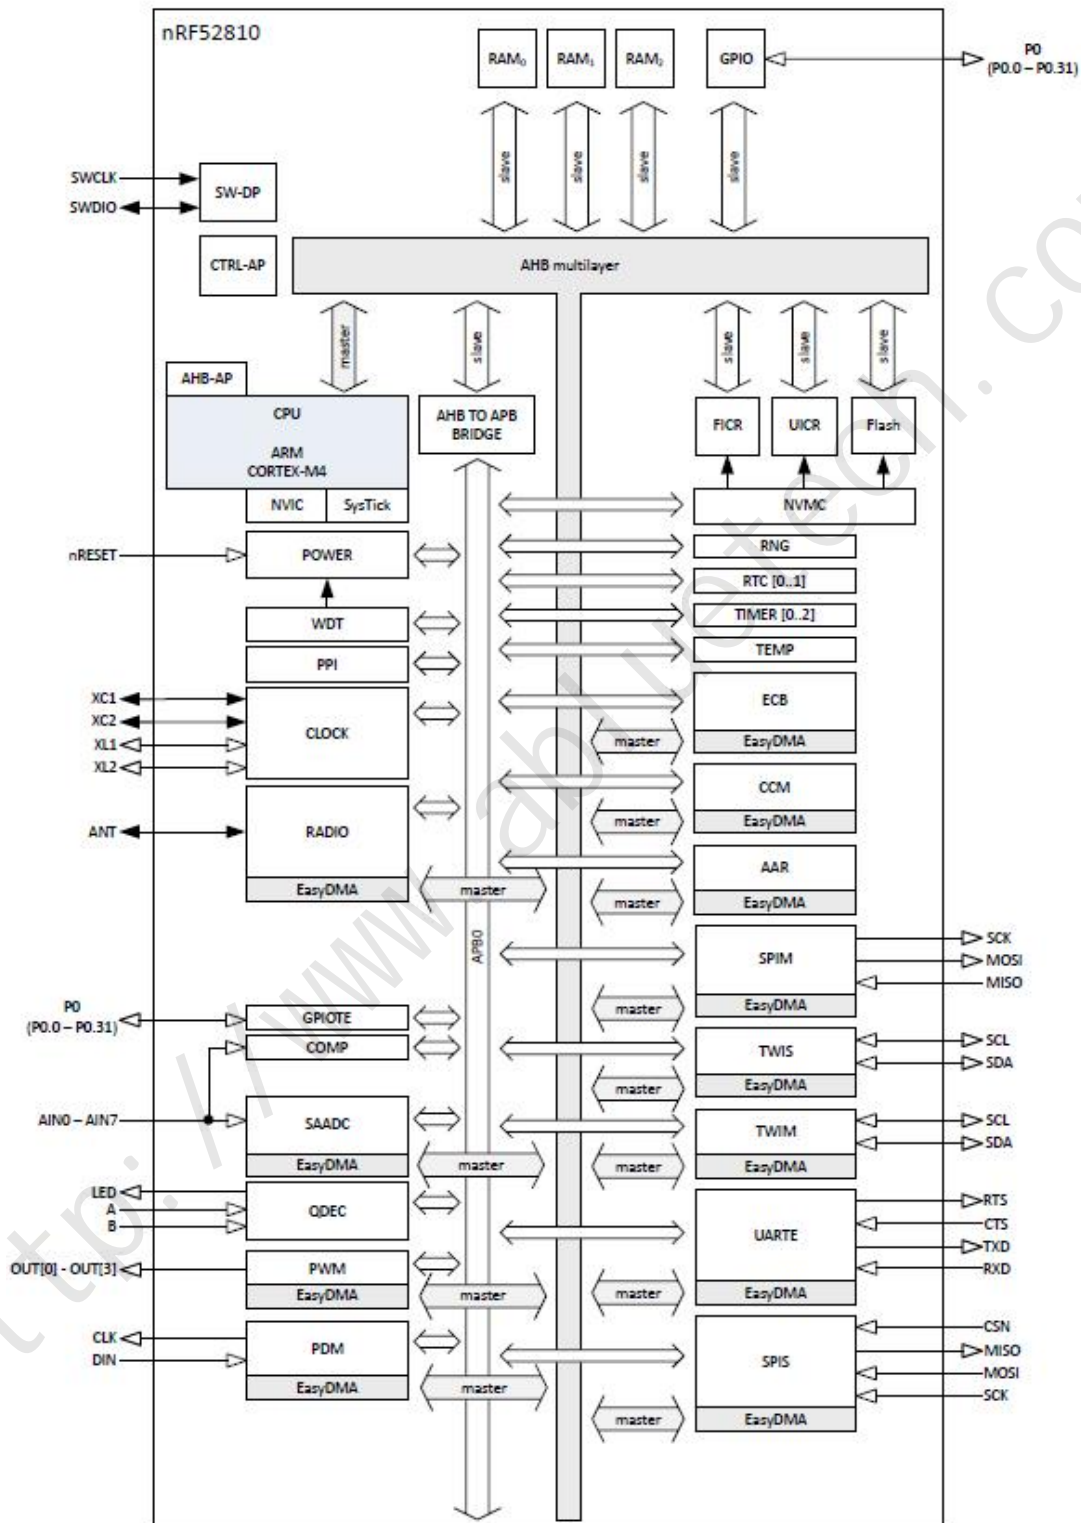 nRF52810
RAM0
RAM1
RAM2
GPIO
P0
(P0.0 – P0.31)
slave
slave
slave
slave
SWCLK
SWDIO
SW-DP
CTRL-AP
AHB multilayer
master
slave
slave
slave
slave
AHB-AP
CPU
ARM
CORTEX-M4
NVIC
SysTick
AHB TO APB
BRIDGE
FICR
UICR
Flash
NVMC
nRESET
POWER
RNG
RTC [0..1]
WDT
TIMER [0..2]
PPI
TEMP
XC1
XC2
XL1
XL2
CLOCK
ECB
master
EasyDMA
CCM
master
EasyDMA
ANT
RADIO
EasyDMA
master
AAR
master
EasyDMA
APB0
SPIM
master
EasyDMA
SCK
MOSI
MISO
P0
(P0.0 – P0.31)
GPIOTE
COMP
TWIS
master
EasyDMA
SCL
SDA
AIN0 – AIN7
SAADC
EasyDMA
master
TWIM
master
EasyDMA
SCL
SDA
LED
A
B
QDEC
UARTE
master
EasyDMA
RTS
CTS
TXD
RXD
OUT[0] - OUT[3]
PWM
EasyDMA
master
CLK
DIN
PDM
EasyDMA
master
SPIS
master
EasyDMA
CSN
MISO
MOSI
SCK
tp://www.abluetech.co